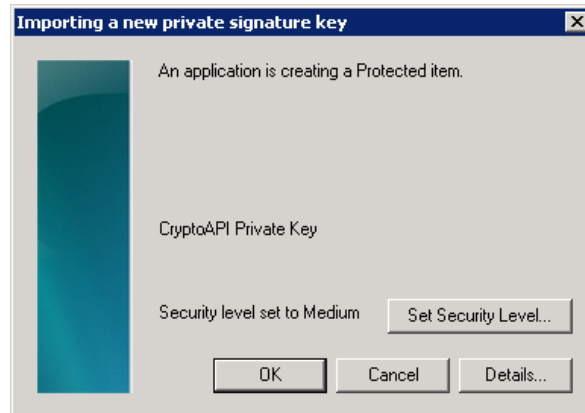 Importing a new private signature key
An application is creating a Protected item.
CryptoAPI Private Key
Security level set to Medium
Set Security Level...
OK
Cancel
Details...